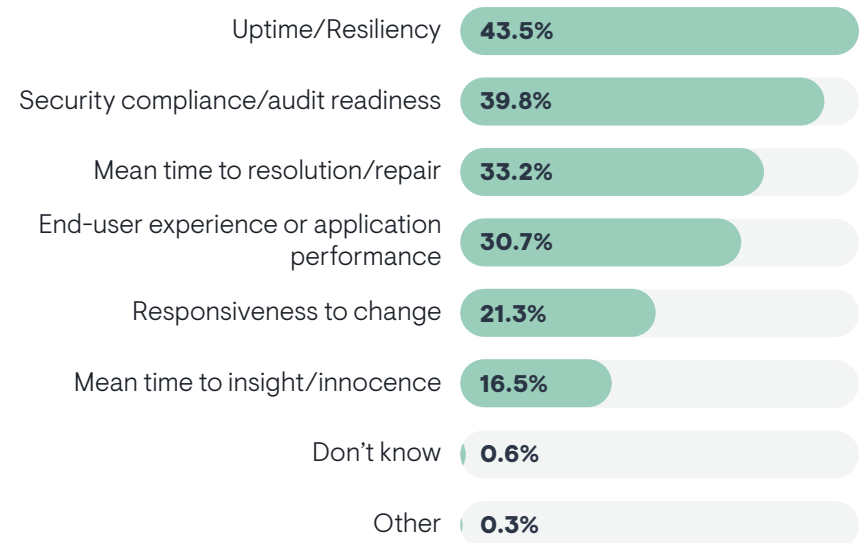 Uptime/Resiliency 43.5%
Security compliance/audit readiness 39.8%
Mean time to resolution/repair 33.2%
End-user experience or application
performance 30.7%
Responsiveness to change 21.3%
Mean time to insight/innocence 16.5%
Don’t know 0.6%
Other 0.3%